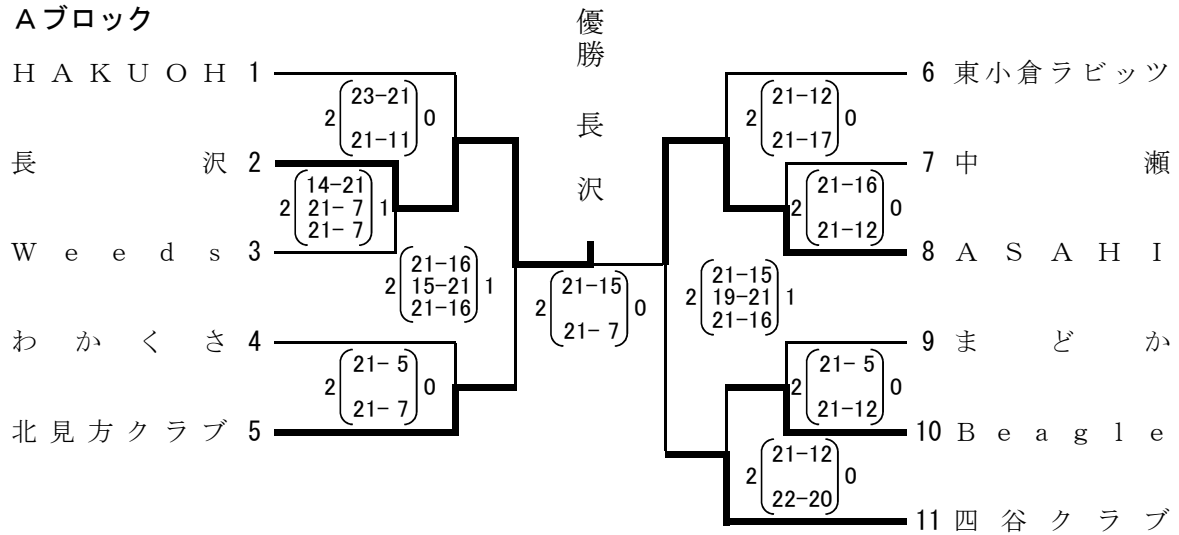 Aブロック
優勝 長沢
HAKUOH 1
2 23-21 21-11 0
長沢 2
2 14-21 21- 7 21- 7 1
Weeds 3
2 21-16 15-21 21-16 1
わかくさ 4
2 21- 5 21- 7 0
北見方クラブ 5
2 21-15 21- 7 0
6 東小倉ラビッツ
2 21-12 21-17 0
7 中瀬
2 21-16 21-12 0
8 ASAHI
2 21-15 19-21 21-16 1
9 まどか
2 21- 5 21-12 0
10 Beagle
2 21-12 22-20 0
11 四谷クラブ